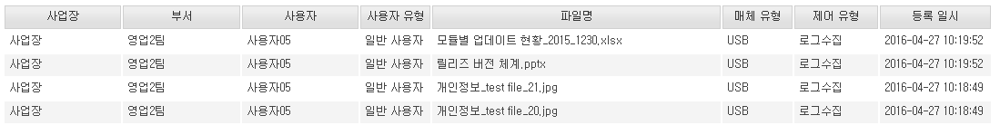 사업장 부서 사용자 사용자 유형 파일명 매체 유형 제어 유형 등록 일시
사업장 영업2팀 사용자05 일반 사용자 모듈별 업데이트 현황_2015_1230.xlsx USB 로그수집 2016-04-27 10:19:52
사업장 영업2팀 사용자05 일반 사용자 릴리즈 버전 체계.pptx USB 로그수집 2016-04-27 10:19:52
사업장 영업2팀 사용자05 일반 사용자 개인정보_test file_21.jpg USB 로그수집 2016-04-27 10:18:49
사업장 영업2팀 사용자05 일반 사용자 개인정보_test file_20.jpg USB 로그수집 2016-04-27 10:18:49